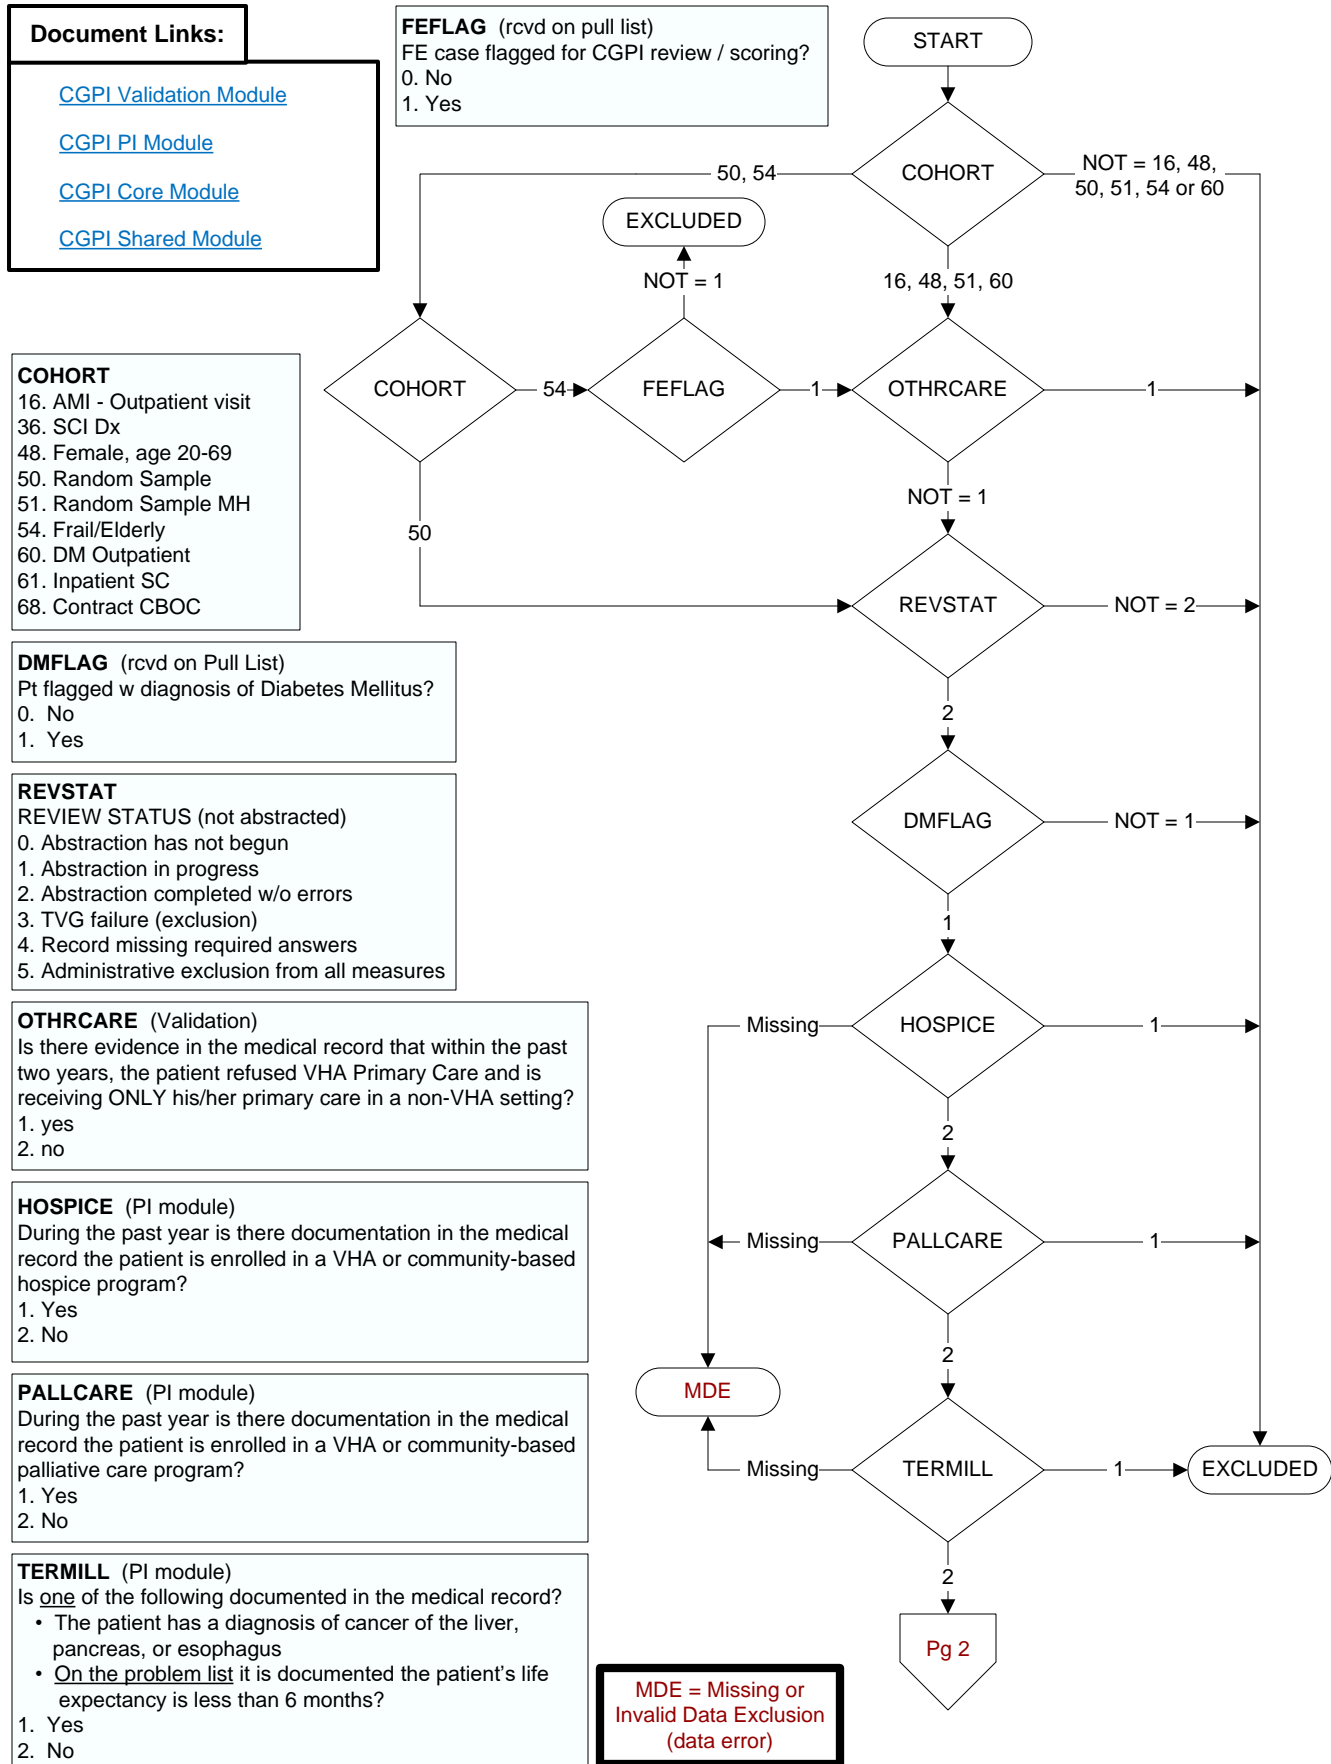 Document Links:
CGPI Validation Module
CGPI PI Module
CGPI Core Module
CGPI Shared Module
FEFLAG (rcvd on pull list)
FE case flagged for CGPI review / scoring?
0. No
1. Yes
START
COHORT
50, 54
NOT = 16, 48,
50, 51, 54 or 60
EXCLUDED
NOT = 1
16, 48, 51, 60
COHORT
54
FEFLAG
1
OTHRCARE
1
NOT = 1
50
REVSTAT
NOT = 2
2
DMFLAG
NOT = 1
1
Missing
HOSPICE
1
2
Missing
PALLCARE
1
2
MDE
Missing
TERMILL
1
EXCLUDED
2
Pg 2
COHORT
16. AMI - Outpatient visit
36. SCI Dx
48. Female, age 20-69
50. Random Sample
51. Random Sample MH
54. Frail/Elderly
60. DM Outpatient
61. Inpatient SC
68. Contract CBOC
DMFLAG (rcvd on Pull List)
Pt flagged w diagnosis of Diabetes Mellitus?
0. No
1. Yes
REVSTAT
REVIEW STATUS (not abstracted)
0. Abstraction has not begun
1. Abstraction in progress
2. Abstraction completed w/o errors
3. TVG failure (exclusion)
4. Record missing required answers
5. Administrative exclusion from all measures
OTHRCARE (Validation)
Is there evidence in the medical record that within the past
two years, the patient refused VHA Primary Care and is
receiving ONLY his/her primary care in a non-VHA setting?
1. yes
2. no
HOSPICE (PI module)
During the past year is there documentation in the medical
record the patient is enrolled in a VHA or community-based
hospice program?
1. Yes
2. No
PALLCARE (PI module)
During the past year is there documentation in the medical
record the patient is enrolled in a VHA or community-based
palliative care program?
1. Yes
2. No
TERMILL (PI module)
Is one of the following documented in the medical record?
• The patient has a diagnosis of cancer of the liver,
pancreas, or esophagus
• On the problem list it is documented the patient's life
expectancy is less than 6 months?
1. Yes
2. No
MDE = Missing or
Invalid Data Exclusion
(data error)